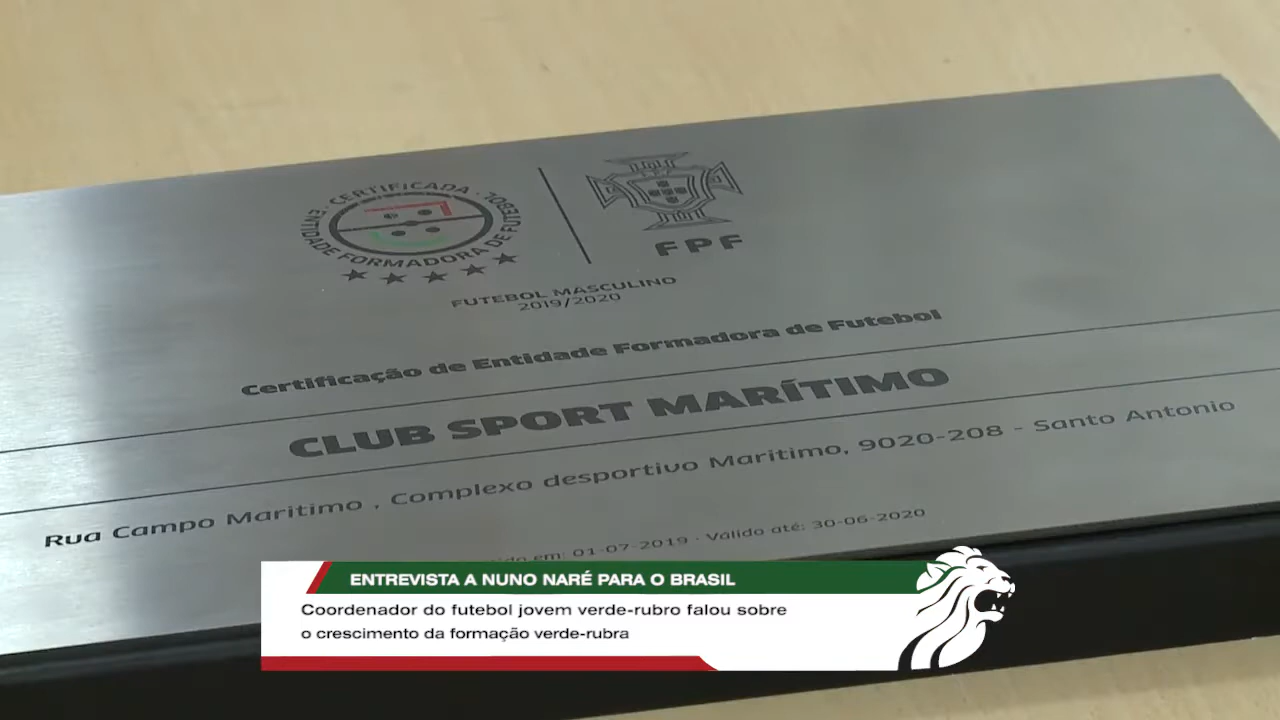 CERTIFICADA · ENTIDADE FORMADORA DE FUTEBOL ·
FPF
FUTEBOL MASCULINO
2019/2020
Certificação de Entidade Formadora de Futebol
CLUB SPORT MARÍTIMO
Rua Campo Maritimo , Complexo desportivo Maritimo, 9020-208 - Santo Antonio
em: 01-07-2019 · Válido até: 30-06-2020
ENTREVISTA A NUNO NARÉ PARA O BRASIL
Coordenador do futebol jovem verde-rubro falou sobre
o crescimento da formação verde-rubra